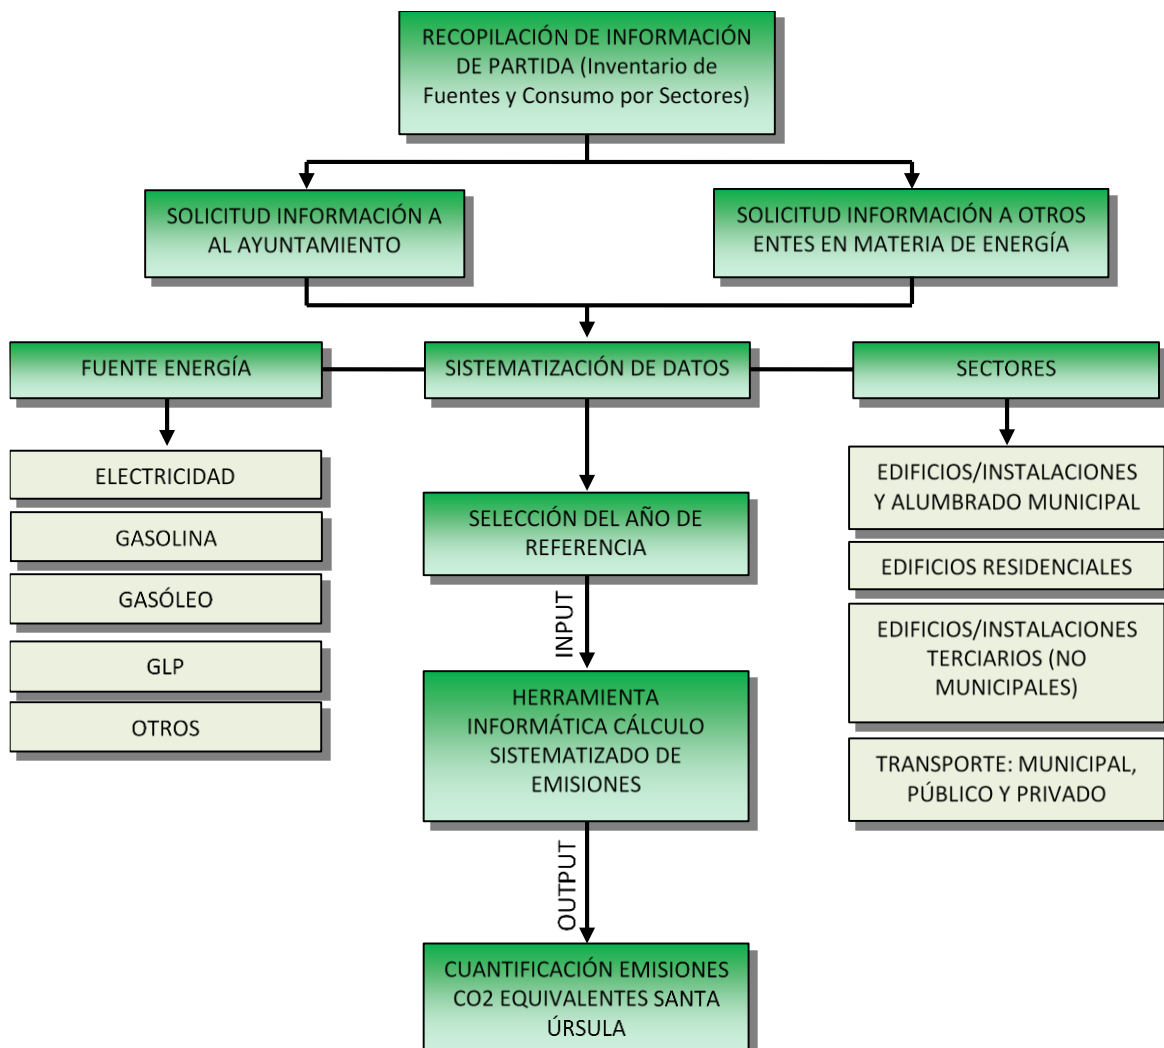 RECOPILACIÓN DE INFORMACIÓN
DE PARTIDA (Inventario de
Fuentes y Consumo por Sectores)
SOLICITUD INFORMACIÓN A
AL AYUNTAMIENTO
SOLICITUD INFORMACIÓN A OTROS
ENTES EN MATERIA DE ENERGÍA
FUENTE ENERGÍA
SISTEMATIZACIÓN DE DATOS
SECTORES
ELECTRICIDAD
GASOLINA
GASÓLEO
GLP
OTROS
SELECCIÓN DEL AÑO DE
REFERENCIA
INPUT
HERRAMIENTA
INFORMÁTICA CÁLCULO
SISTEMATIZADO DE
EMISIONES
OUTPUT
CUANTIFICACIÓN EMISIONES
CO2 EQUIVALENTES SANTA
ÚRSULA
EDIFICIOS/INSTALACIONES
Y ALUMBRADO MUNICIPAL
EDIFICIOS RESIDENCIALES
EDIFICIOS/INSTALACIONES
TERCIARIOS (NO
MUNICIPALES)
TRANSPORTE: MUNICIPAL,
PÚBLICO Y PRIVADO